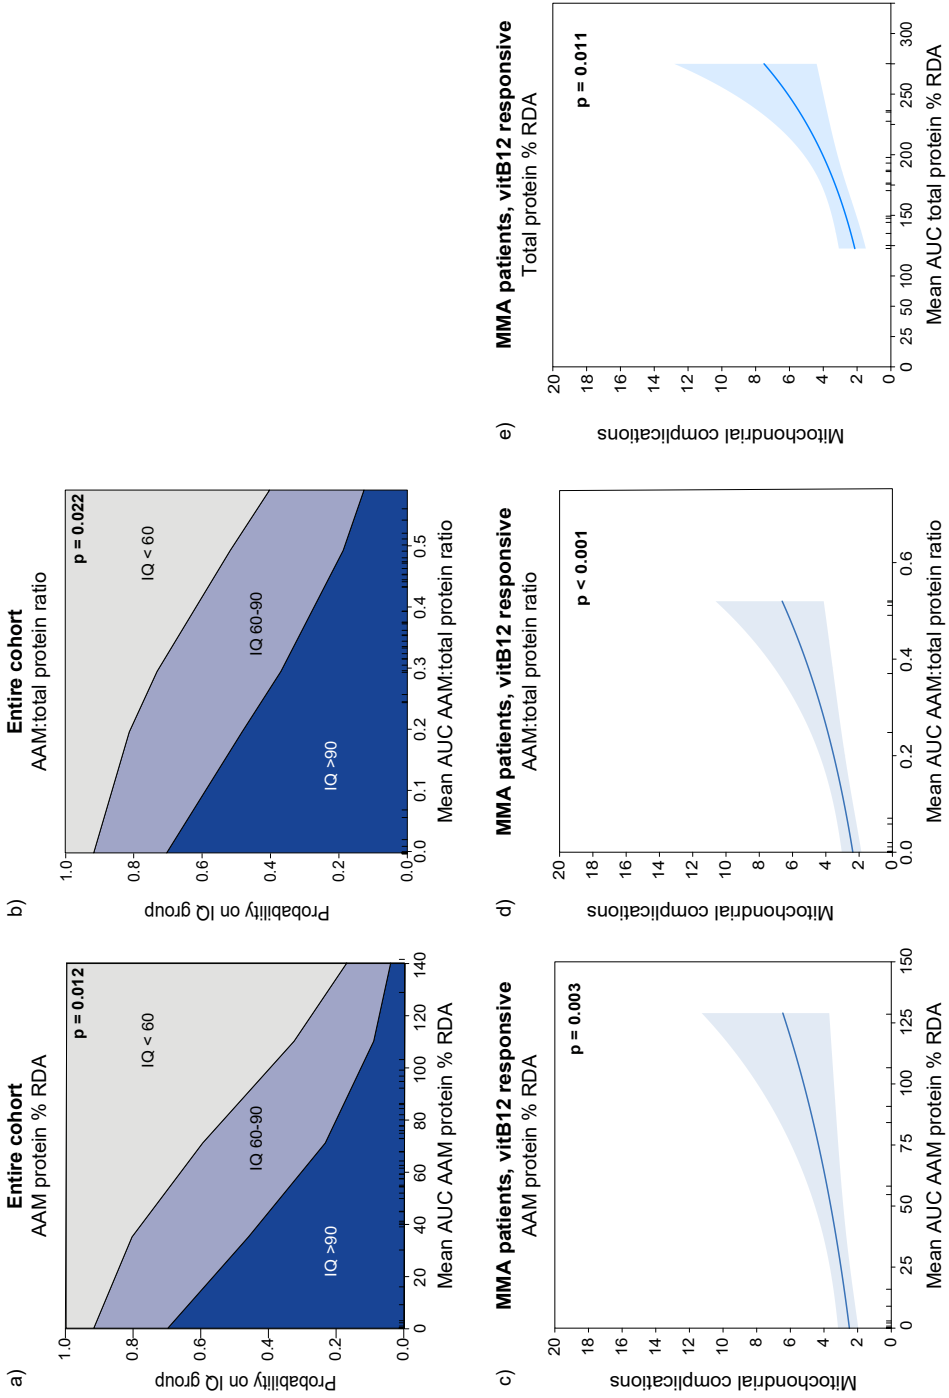 a)
Entire cohort
AAM protein % RDA
p = 0.012
IQ < 60
IQ 60-90
IQ >90
Probability on IQ group
1.0
0.8
0.6
0.4
0.2
0.0
0 20 40 60 80 100 120 140
Mean AUC AAM protein % RDA
b)
Entire cohort
AAM:total protein ratio
p = 0.022
IQ < 60
IQ 60-90
IQ >90
Probability on IQ group
1.0
0.8
0.6
0.4
0.2
0.0
0.0 0.1 0.2 0.3 0.4 0.5
Mean AUC AAM:total protein ratio
c)
MMA patients, vitB12 responsive
AAM protein % RDA
p = 0.003
Mitochondrial complications
20
18
16
14
12
10
8
6
4
2
0
0 25 50 75 100 125 150
Mean AUC AAM protein % RDA
d)
MMA patients, vitB12 responsive
AAM:total protein ratio
p < 0.001
Mitochondrial complications
20
18
16
14
12
10
8
6
4
2
0
0.0 0.2 0.4 0.6
Mean AUC AAM:total protein ratio
e)
MMA patients, vitB12 responsive
Total protein % RDA
p = 0.011
Mitochondrial complications
20
18
16
14
12
10
8
6
4
2
0
0 25 50 100 150 200 250 300
Mean AUC total protein % RDA